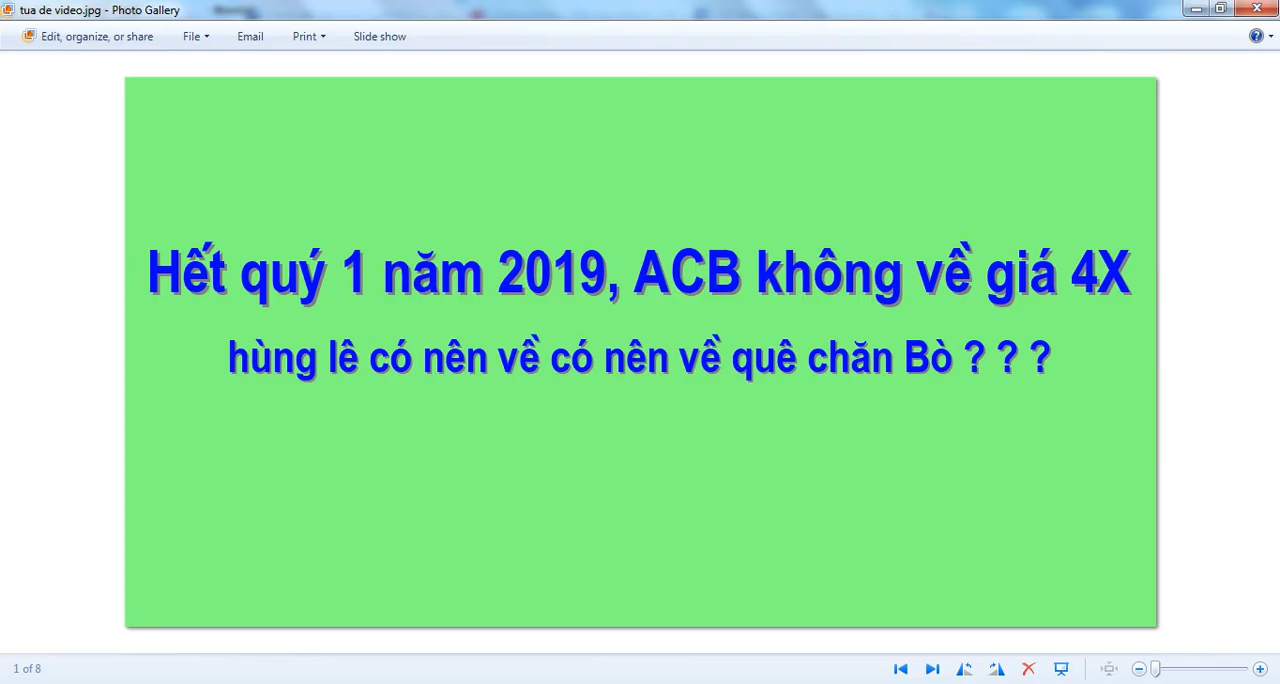 tua de video.jpg - Photo Gallery
Edit, organize, or share File Email Print Slide show
Hết quý 1 năm 2019, ACB không về giá 4X
hùng lê có nên về có nên về quê chăn Bò ? ? ?
1 of 8